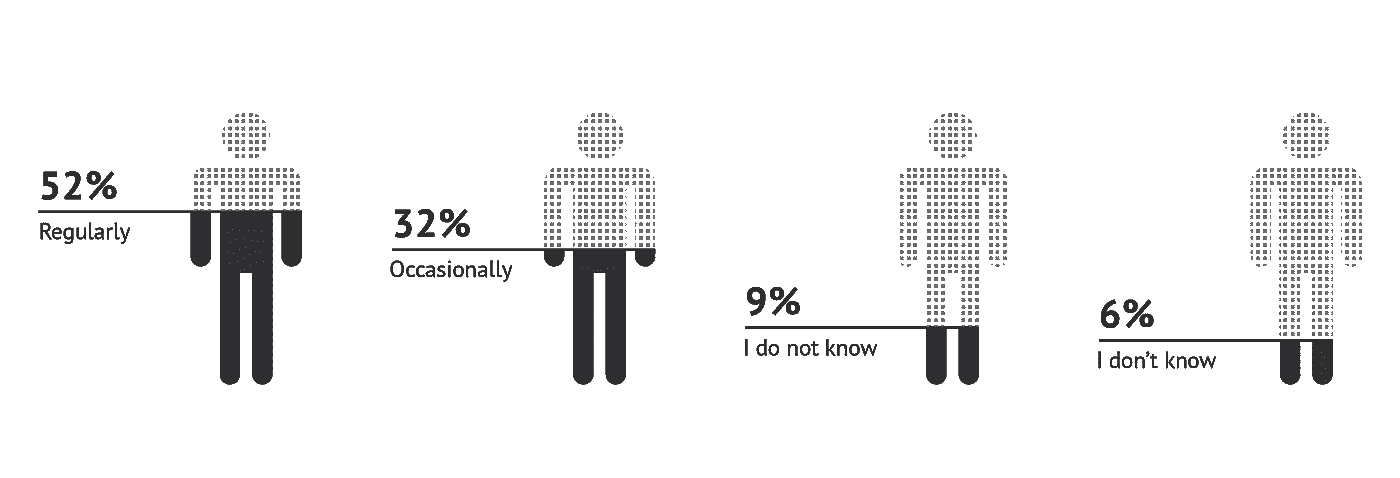 52%
Regularly
32%
Occasionally
9%
I do not know
6%
I don't know